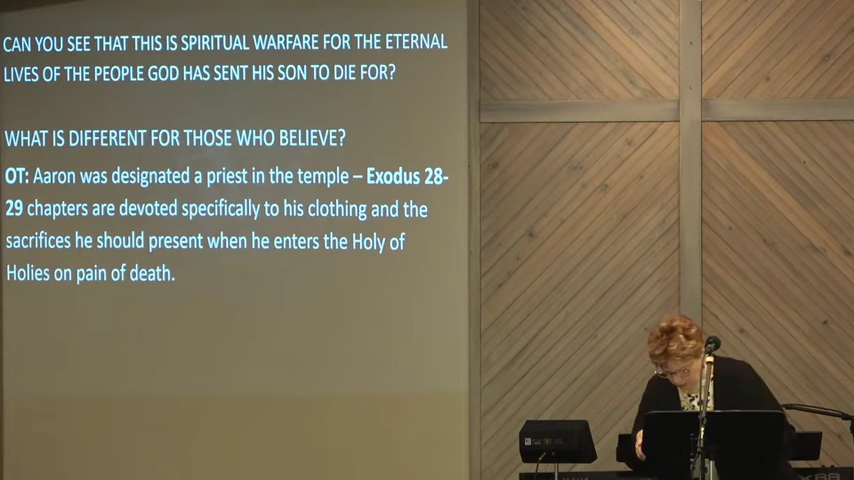 CAN YOU SEE THAT THIS IS SPIRITUAL WARFARE FOR THE ETERNAL
LIVES OF THE PEOPLE GOD HAS SENT HIS SON TO DIE FOR?
WHAT IS DIFFERENT FOR THOSE WHO BELIEVE?
OT: Aaron was designated a priest in the temple – Exodus 28-
29 chapters are devoted specifically to his clothing and the
sacrifices he should present when he enters the Holy of
Holies on pain of death.